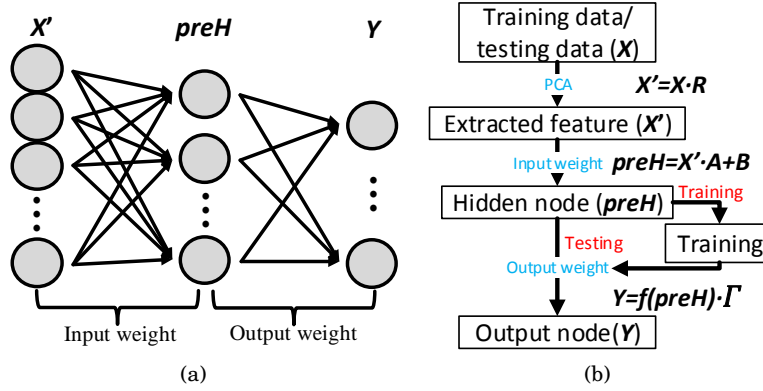 X’
preH
Y
Input weight
Output weight
(a)
Training data/
testing data (X)
PCA
X’=X·R
Extracted feature (X’)
Input weight
preH=X’·A+B
Hidden node (preH)
Training
Testing
Training
Output weight
Y=f(preH)·Γ
Output node(Y)
(b)